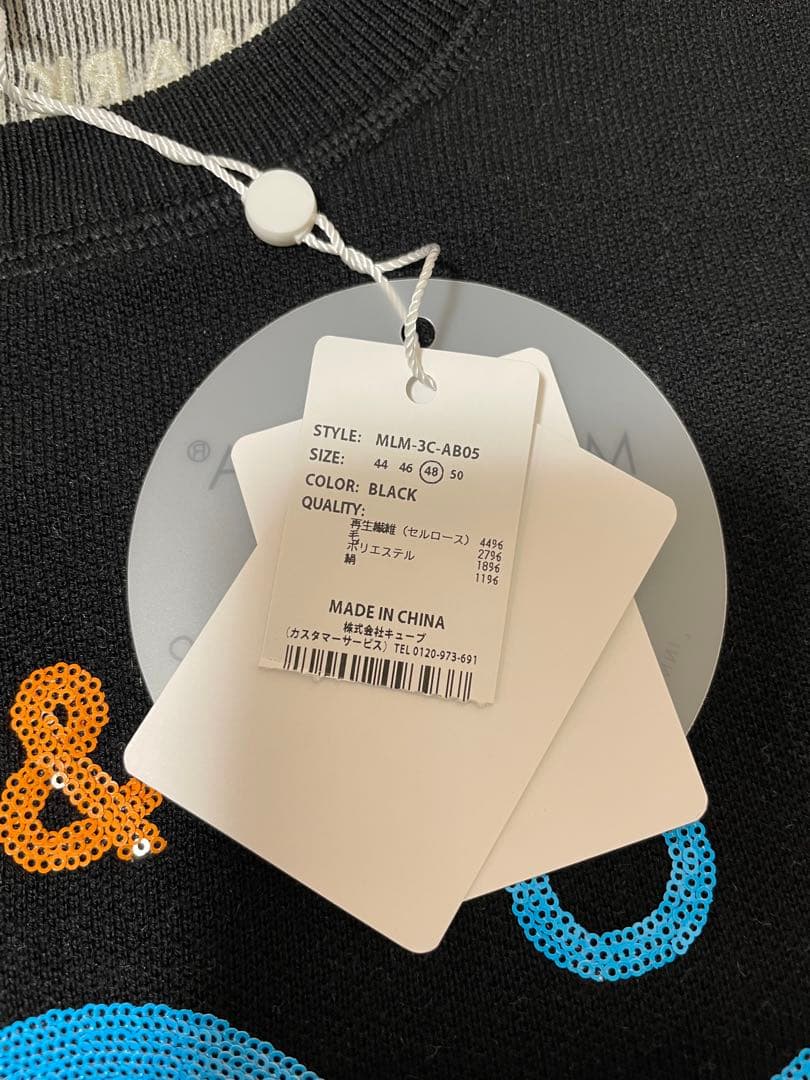 STYLE: MLM-3C-AB05
SIZE: 44 46 48 50
COLOR: BLACK
QUALITY:
再生繊維（セルロース） 44%
毛 27%
ポリエステル 18%
絹 11%
MADE IN CHINA
株式会社キューブ
（カスタマーサービス）TEL 0120-973-691
&